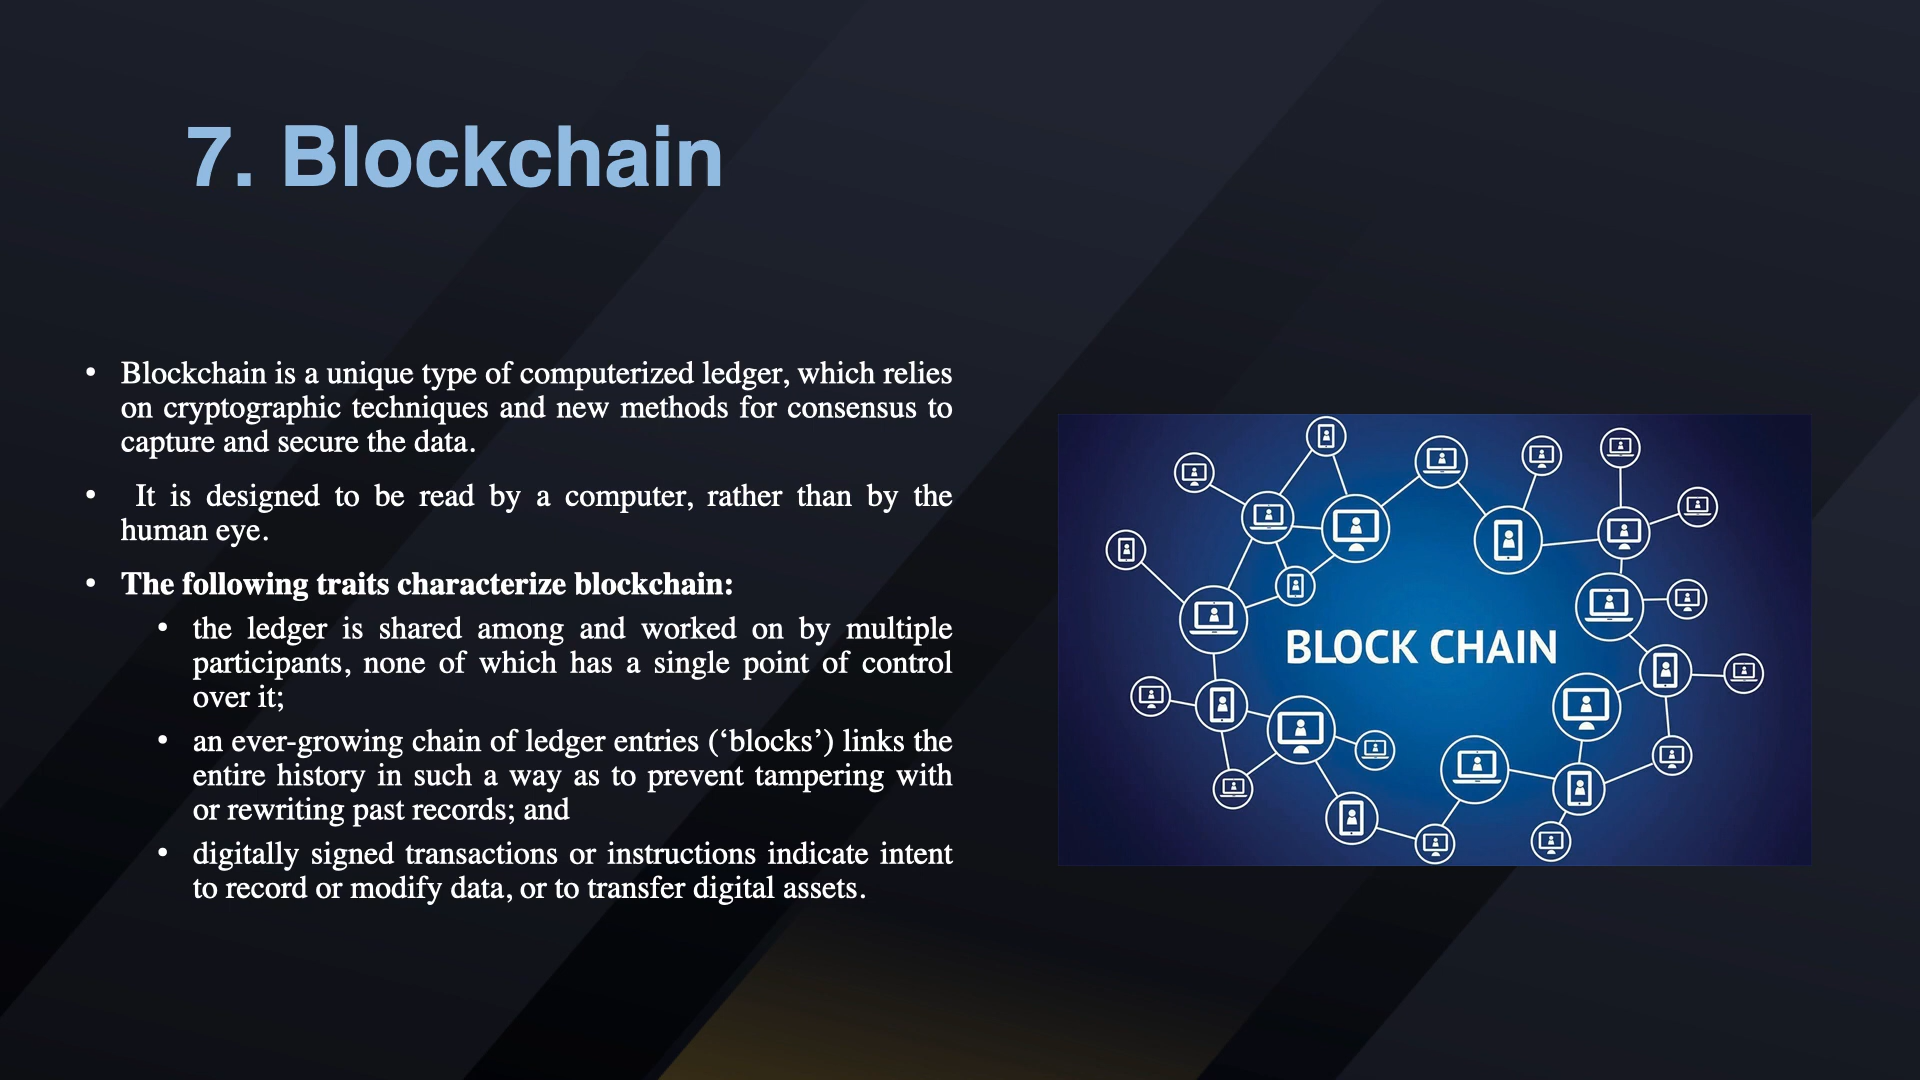 7. Blockchain
• Blockchain is a unique type of computerized ledger, which relies
on cryptographic techniques and new methods for consensus to
capture and secure the data.
• It is designed to be read by a computer, rather than by the
human eye.
• The following traits characterize blockchain:
• the ledger is shared among and worked on by multiple
participants, none of which has a single point of control
over it;
• an ever-growing chain of ledger entries (‘blocks’) links the
entire history in such a way as to prevent tampering with
or rewriting past records; and
• digitally signed transactions or instructions indicate intent
to record or modify data, or to transfer digital assets.
BLOCK CHAIN